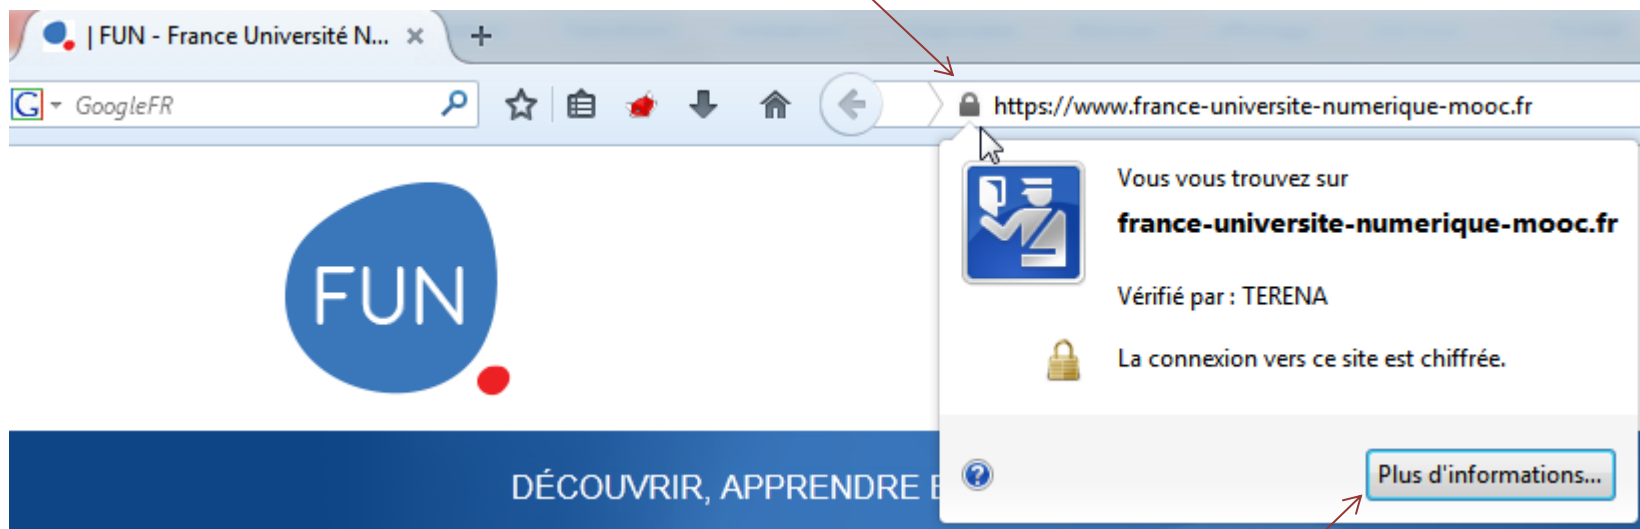 | FUN - France Université N...
GoogleFR
https://www.france-universite-numerique-mooc.fr
Vous vous trouvez sur
france-universite-numerique-mooc.fr
Vérifié par : TERENA
La connexion vers ce site est chiffrée.
FUN
DÉCOUVRIR, APPRENDRE
Plus d'informations...